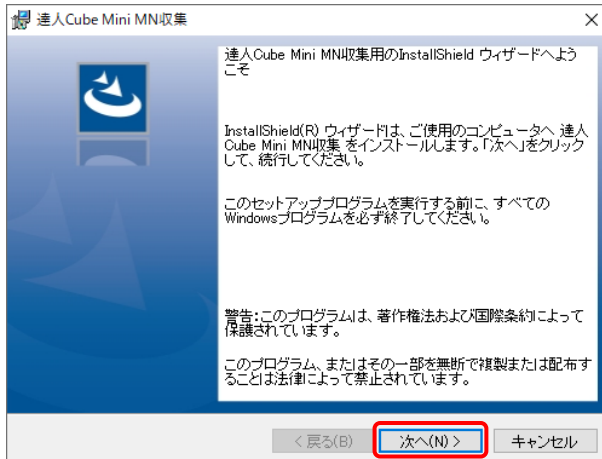 達人Cube Mini MN収集
達人Cube Mini MN収集用のInstallShield ウィザードへよう
こそ
InstallShield(R) ウィザードは、ご使用のコンピュータへ 達人
Cube Mini MN収集 をインストールします。「次へ」をクリック
して、続行してください。
このセットアッププログラムを実行する前に、すべての
Windowsプログラムを必ず終了してください。
警告:このプログラムは、著作権法および国際条約によって
保護されています。
このプログラム、またはその一部を無断で複製または配布す
ることは法律によって禁止されています。
< 戻る(B) 次へ(N) > キャンセル